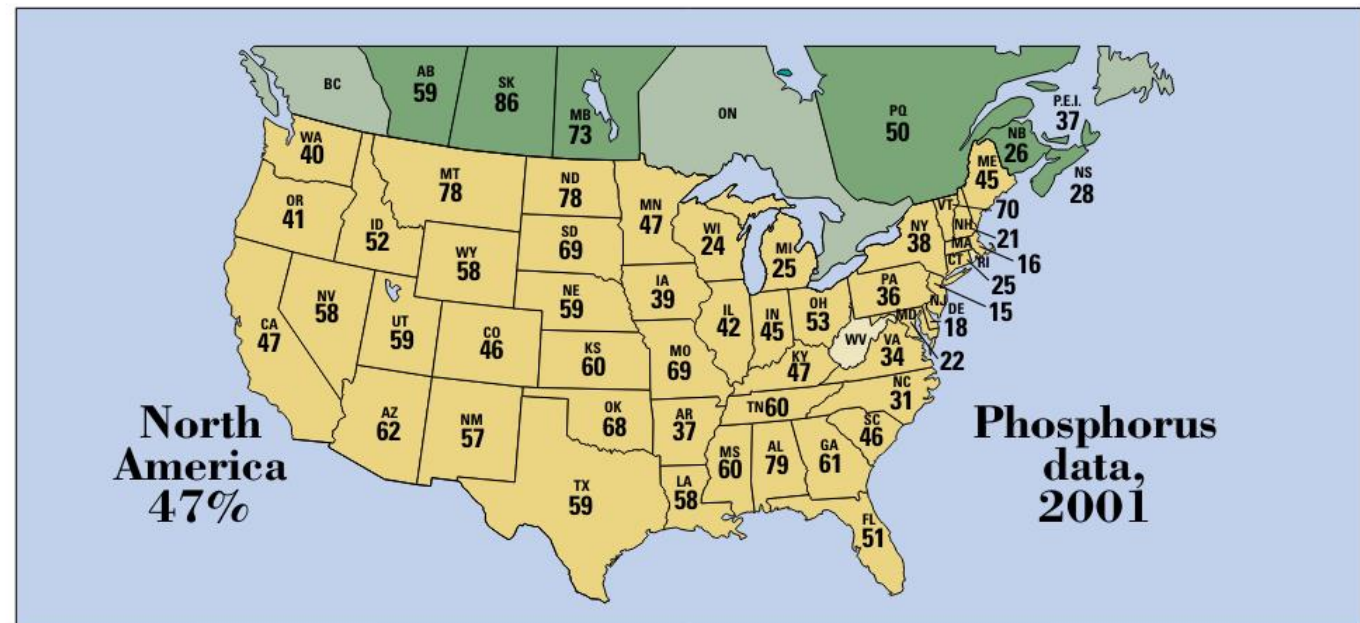 BC
AB
59
SK
86
MB
73
ON
PQ
50
P.E.I.
37
NB
26
NS
28
WA
40
OR
41
ID
52
MT
78
ND
78
SD
69
WY
58
NE
59
MN
47
WI
24
MI
25
IA
39
IL
42
IN
45
OH
53
PA
36
NY
38
VT
NH
ME
45
70
21
MA
16
CT
RI
25
15
NJ
DE
18
MD
22
WV
VA
34
KY
47
NC
31
TN60
SC
46
CA
47
NV
58
UT
59
CO
46
KS
60
MO
69
AZ
62
NM
57
OK
68
AR
37
TX
59
LA
58
MS
60
AL
79
GA
61
FL
51
North
America
47%
Phosphorus
data,
2001